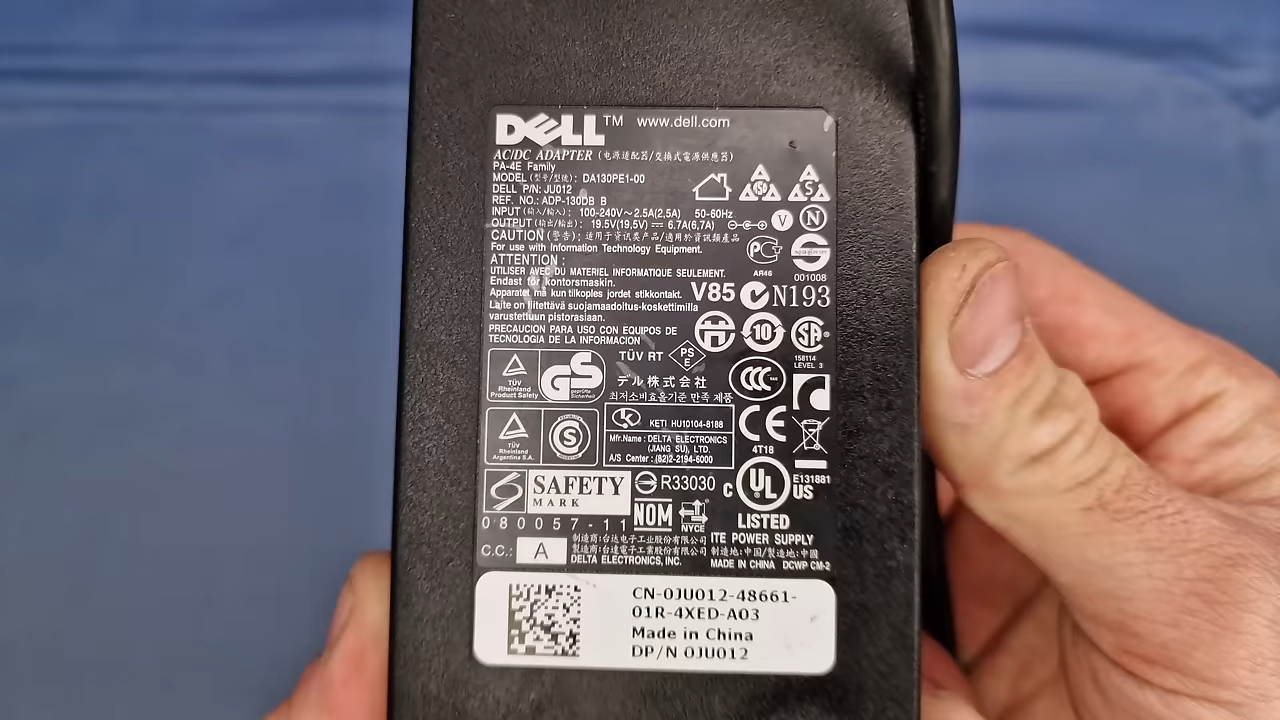 DELL™ www.dell.com
AC/DC ADAPTER (电源适配器/交換式電源供應器)
PA-4E Family
MODEL (型号/型號): DA130PE1-00
DELL P/N: JU012
REF. NO.: ADP-130DB B
INPUT (输入/輸入): 100-240V~2.5A(2,5A) 50-60Hz
OUTPUT (输出/輸出): 19.5V(19,5V) ⎓ 6.7A(6,7A)
CAUTION (警告): 适用于资讯类产品/適用於資訊類產品
For use with Information Technology Equipment.
ATTENTION :
UTILISER AVEC DU MATERIEL INFORMATIQUE SEULEMENT.
Endast för kontorsmaskin.
Apparatet må kun tilkoples jordet stikkontakt.
Laite on liitettävä suojamaadoitus-koskettimilla
varustettuun pistorasiaan.
PRECAUCION PARA USO CON EQUIPOS DE
TECNOLOGIA DE LA INFORMACION
V
N
S
AR46
001008
V85 N193
10
SA
158114
LEVEL 3
TÜV
Rheinland
Product Safety
GS
geprüfte
Sicherheit
TÜV RT
PS
E
デル株式会社
최저소비효율기준 만족 제품
CCC
TÜV
Rheinland
Argentina S.A.
S
K KETI HU10104-8188
Mfr.Name : DELTA ELECTRONICS
(JIANG SU), LTD.
A/S Center : (82)2-2194-6000
CE
4T18
SAFETY
MARK
080057-11
R33030
NOM
NYCE
c UL US
E131881
LISTED
ITE POWER SUPPLY
C.C.: A
制造商:台达电子工业股份有限公司 制造地:中国/製造地:中國
製造商:台達電子工業股份有限公司
DELTA ELECTRONICS, INC. MADE IN CHINA DCWP CM-2
CN-0JU012-48661-
01R-4XED-A03
Made in China
DP/N 0JU012